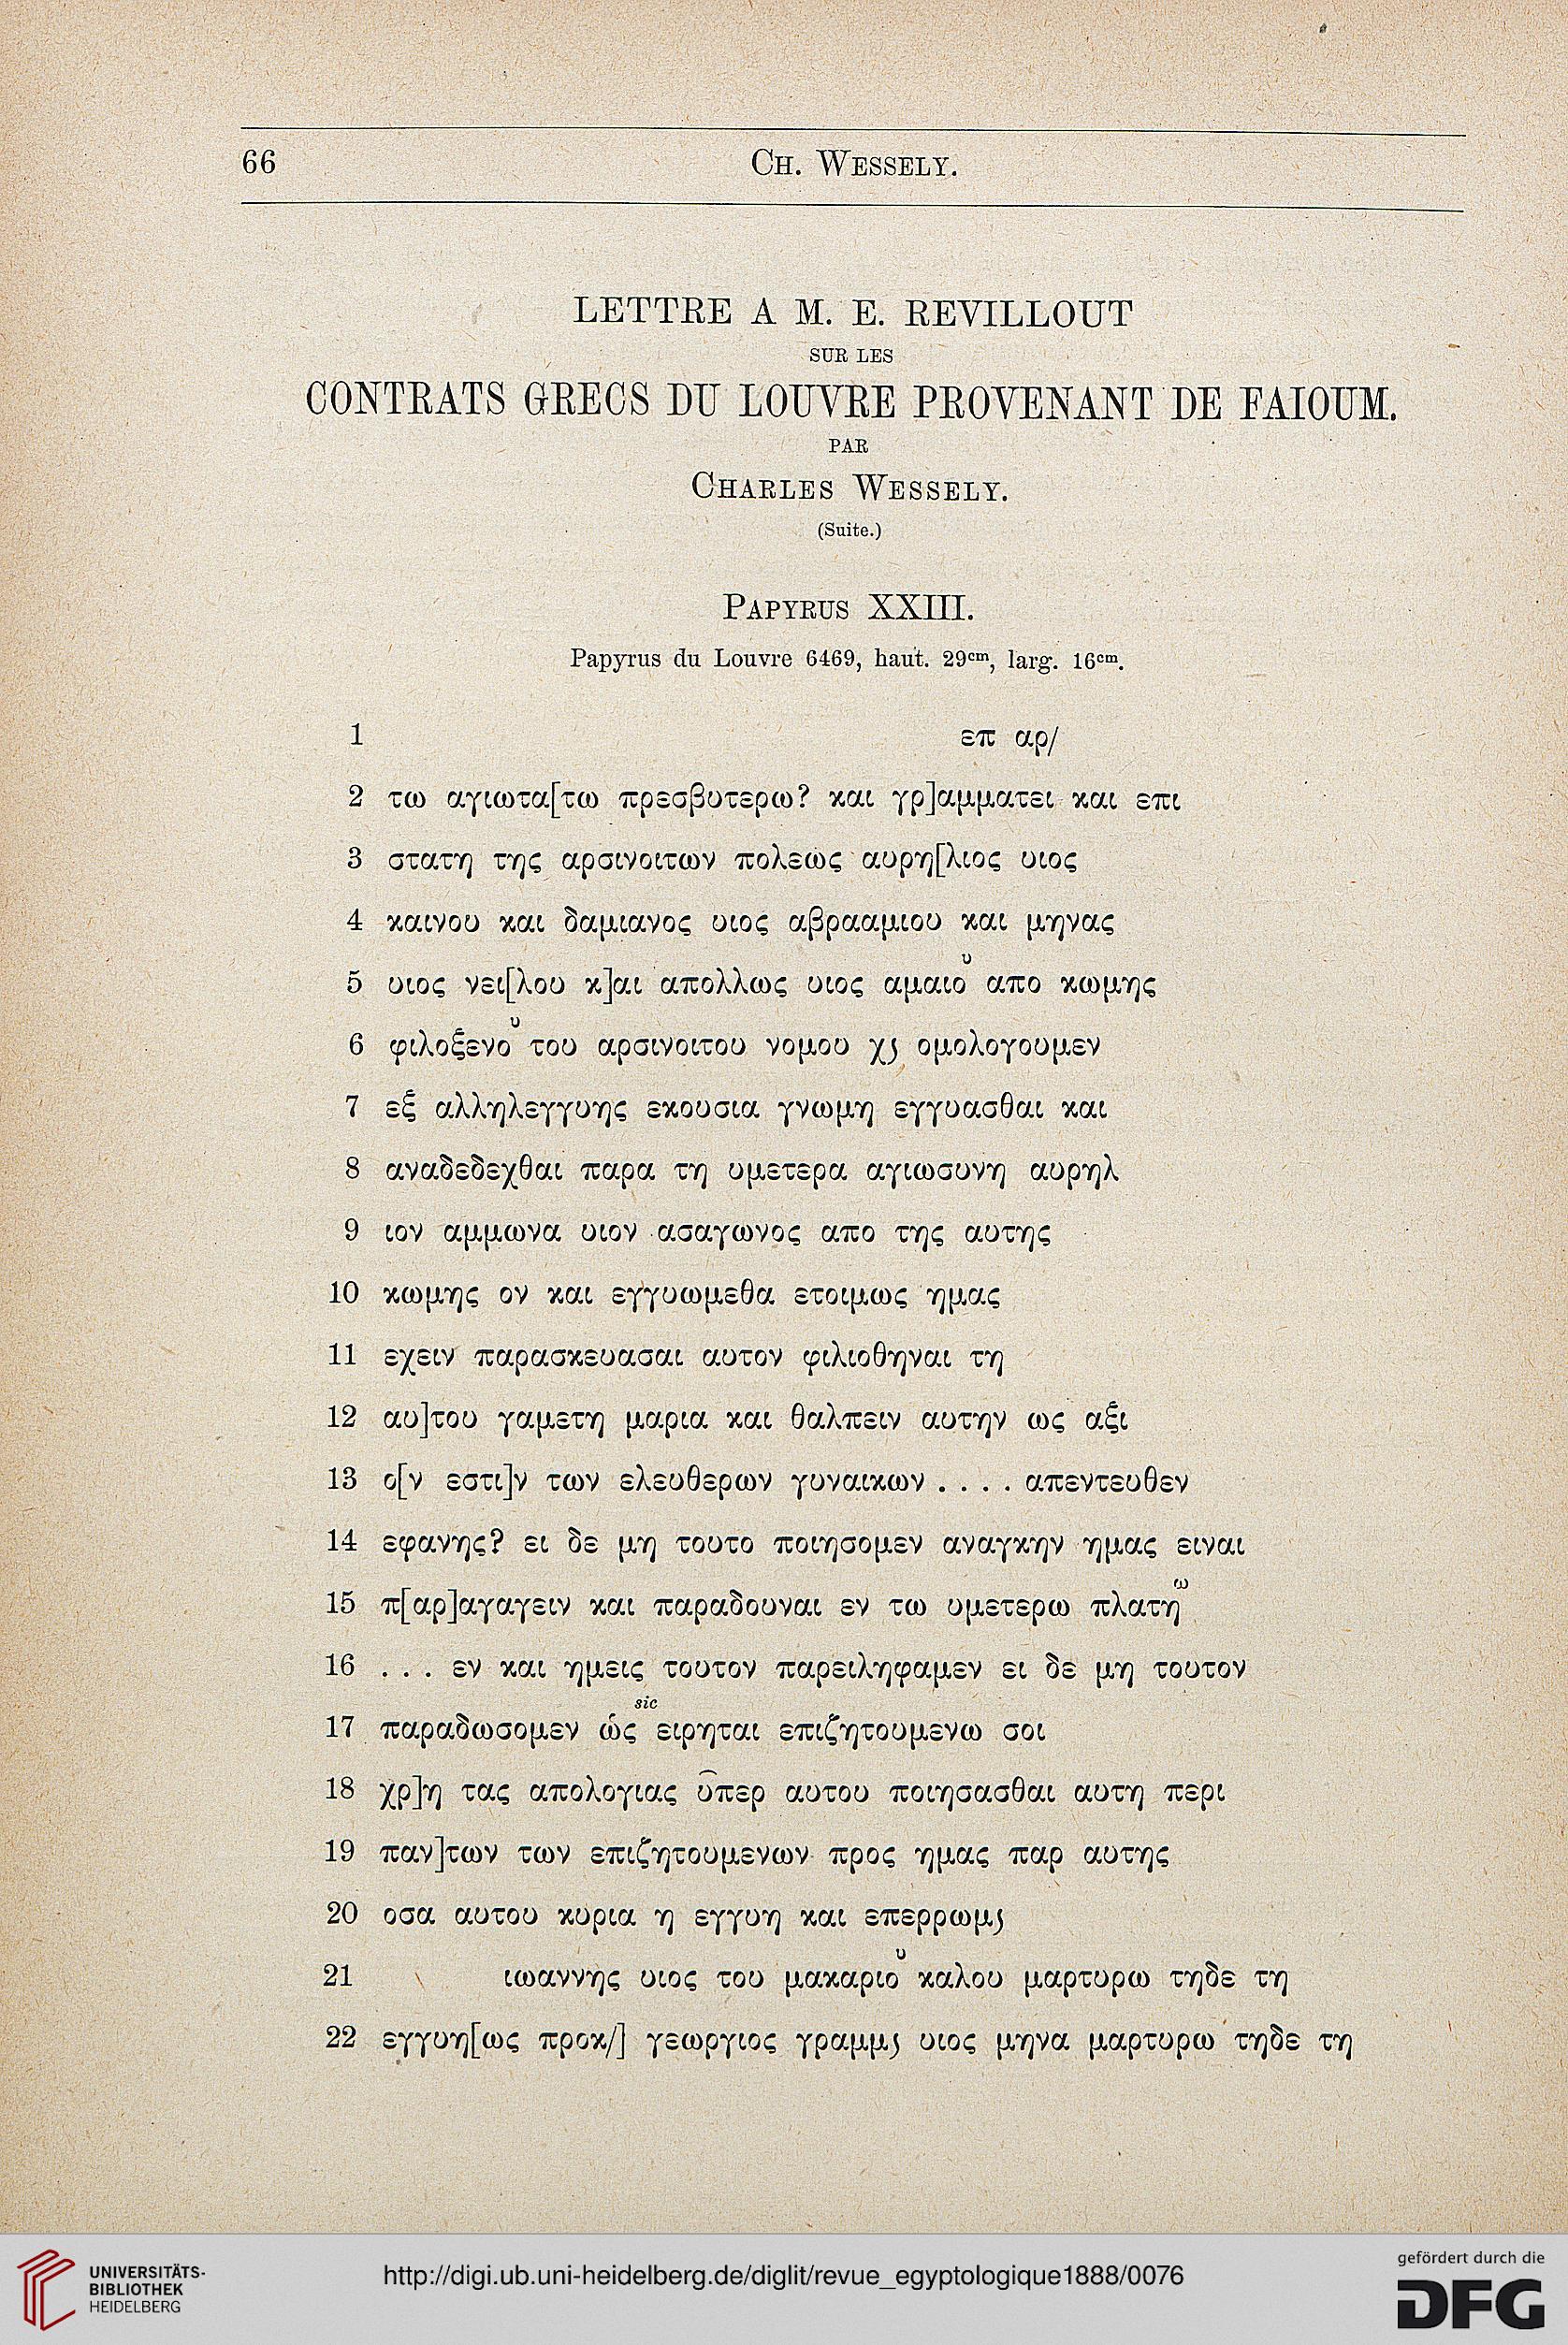 66
CH. WESSELY.
LETTRE A M. E. REVILLOUT
SUR LES
CONTRATS GRECS DU LOUVRE PROVENANT DE FAIOUM.
PAR
CHARLES WESSELY.
(Suite.)
PAPYRUS XXIII.
Papyrus du Louvre 6469, haut. 29cm, larg. 16cm.
1 επ αρ/
2 τω αγιωτα[τω πρεσβυτερω? και γρ]αμματει και επι
3 στατη της αρσινοιτων πολεως αυρη[λιος υιος
4 καινου και δαμιανος υιος αβρααμιου και μηνας
5 υιος νει[λου κ]αι απολλως υιος αμαιου απο κωμης
6 φιλοξενου του αρσινοιτου νομου χς ομολογουμεν
7 εξ αλληλεγγυης εκουσια γνωμη εγγυασθαι και
8 αναδεδεχθαι παρα τη υμετερα αγιωσυνη αυρηλ
9 ιον αμμωνα υιον ασαγωνος απο της αυτης
10 κωμης ον και εγγυωμεθα ετοιμως ημας
11 εχειν παρασκευασαι αυτον φιλιοθηναι τη
12 αυ]του γαμετη μαρια και θαλπειν αυτην ως αξι
13 ο[ν εστι]ν των ελευθερων γυναικων . . . . απεντευθεν
14 εφανης? ει δε μη τουτο ποιησομεν αναγκην ημας ειναι
15 π[αρ]αγαγειν και παραδουναι εν τω υμετερω πλατηω
16 . . . εν και ημεις τουτον παρειληφαμεν ει δε μη τουτον
sic
17 παραδωσομεν ώς ειρηται επιζητουμενω σοι
18 χρ]η τας απολογιας υ̅περ αυτου ποιησασθαι αυτη περι
19 παν]των των επιζητουμενων προς ημας παρ αυτης
20 οσα αυτου κυρια η εγγυη και επερρωμς
21 ιωαννης υιος του μακαριου καλου μαρτυρω τηδε τη
22 εγγυη[ως προκ/] γεωργιος γραμμς υιος μηνα μαρτυρω τηδε τη
UNIVERSITÄTS-
BIBLIOTHEK
HEIDELBERG
http://digi.ub.uni-heidelberg.de/diglit/revue_egyptologique1888/0076
gefördert durch die
DFG